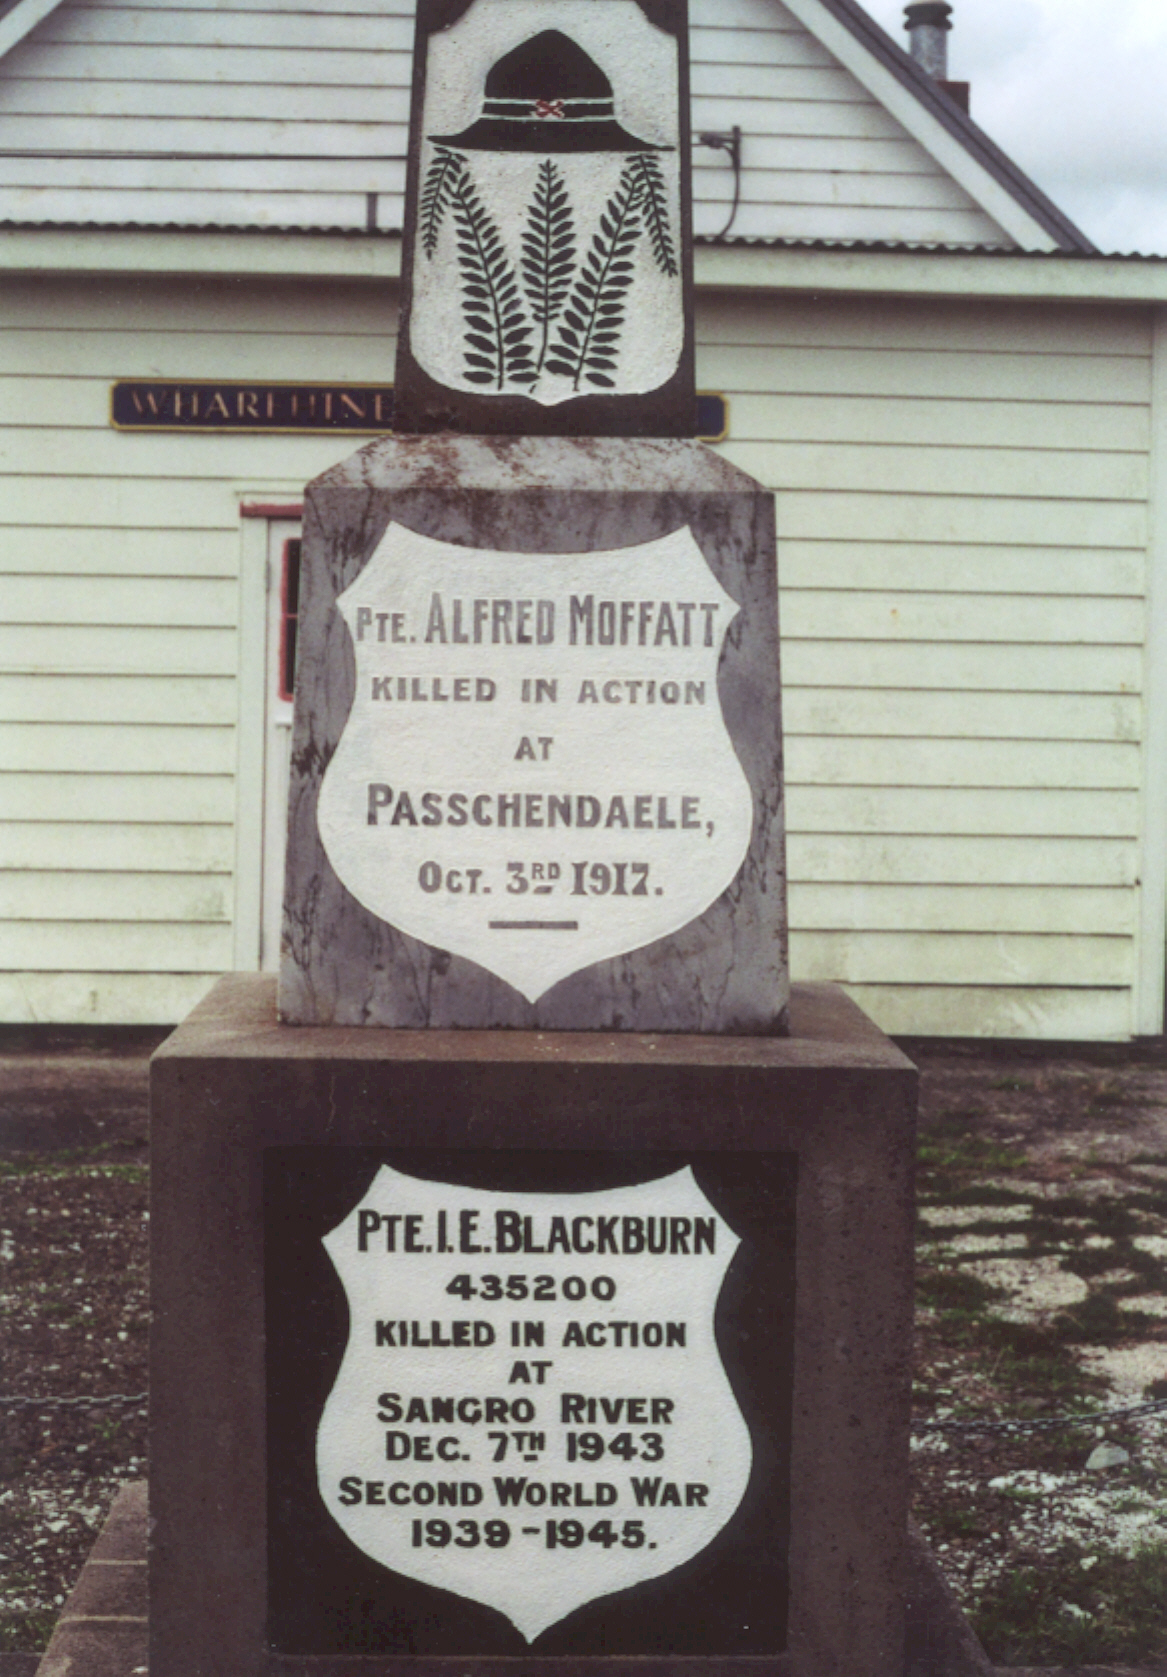 WHAREHINE
PTE. ALFRED MOFFATT
KILLED IN ACTION
AT
PASSCHENDAELE,
OCT. 3RD 1917.
PTE. I. E. BLACKBURN
435200
KILLED IN ACTION
AT
SANGRO RIVER
DEC. 7TH 1943
SECOND WORLD WAR
1939-1945.